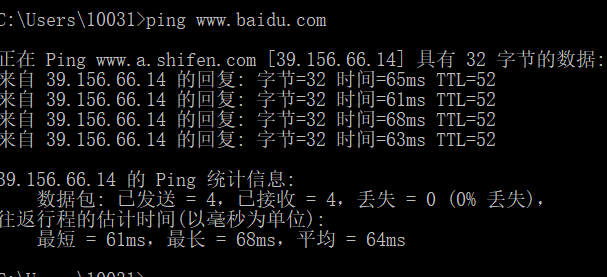 C:\Users\10031>ping www.baidu.com
正在 Ping www.a.shifen.com [39.156.66.14] 具有 32 字节的数据:
来自 39.156.66.14 的回复: 字节=32 时间=65ms TTL=52
来自 39.156.66.14 的回复: 字节=32 时间=61ms TTL=52
来自 39.156.66.14 的回复: 字节=32 时间=68ms TTL=52
来自 39.156.66.14 的回复: 字节=32 时间=63ms TTL=52
39.156.66.14 的 Ping 统计信息:
数据包: 已发送 = 4，已接收 = 4，丢失 = 0 (0% 丢失)，
往返行程的估计时间(以毫秒为单位):
最短 = 61ms，最长 = 68ms，平均 = 64ms
C:\Users\10031>